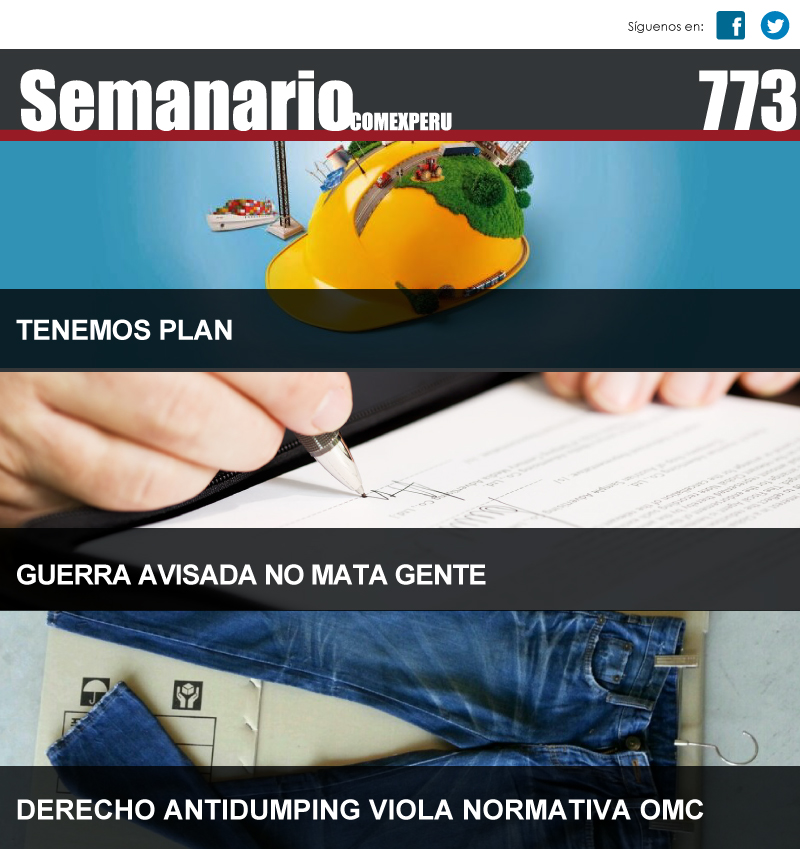 Síguenos en:
Semanario COMEXPERU 773
TENEMOS PLAN
GUERRA AVISADA NO MATA GENTE
DERECHO ANTIDUMPING VIOLA NORMATIVA OMC